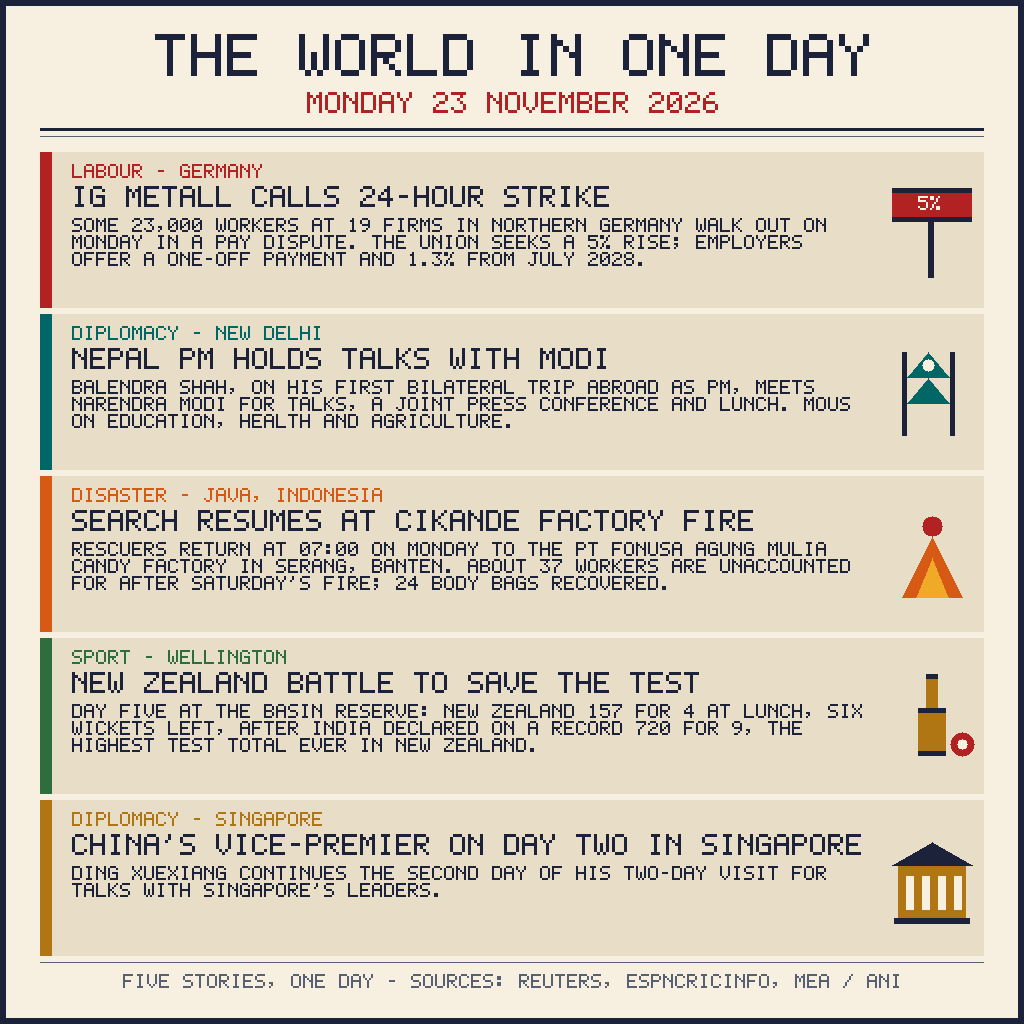 THE WORLD IN ONE DAY
MONDAY 23 NOVEMBER 2026
LABOUR - GERMANY
IG METALL CALLS 24-HOUR STRIKE
SOME 23,000 WORKERS AT 19 FIRMS IN NORTHERN GERMANY WALK OUT ON
MONDAY IN A PAY DISPUTE. THE UNION SEEKS A 5% RISE; EMPLOYERS
OFFER A ONE-OFF PAYMENT AND 1.3% FROM JULY 2028.
5%
DIPLOMACY - NEW DELHI
NEPAL PM HOLDS TALKS WITH MODI
BALENDRA SHAH, ON HIS FIRST BILATERAL TRIP ABROAD AS PM, MEETS
NARENDRA MODI FOR TALKS, A JOINT PRESS CONFERENCE AND LUNCH. MOUS
ON EDUCATION, HEALTH AND AGRICULTURE.
DISASTER - JAVA, INDONESIA
SEARCH RESUMES AT CIKANDE FACTORY FIRE
RESCUERS RETURN AT 07:00 ON MONDAY TO THE PT FONUSA AGUNG MULIA
CANDY FACTORY IN SERANG, BANTEN. ABOUT 37 WORKERS ARE UNACCOUNTED
FOR AFTER SATURDAY'S FIRE; 24 BODY BAGS RECOVERED.
SPORT - WELLINGTON
NEW ZEALAND BATTLE TO SAVE THE TEST
DAY FIVE AT THE BASIN RESERVE: NEW ZEALAND 157 FOR 4 AT LUNCH, SIX
WICKETS LEFT, AFTER INDIA DECLARED ON A RECORD 720 FOR 9, THE
HIGHEST TEST TOTAL EVER IN NEW ZEALAND.
DIPLOMACY - SINGAPORE
CHINA'S VICE-PREMIER ON DAY TWO IN SINGAPORE
DING XUEXIANG CONTINUES THE SECOND DAY OF HIS TWO-DAY VISIT FOR
TALKS WITH SINGAPORE'S LEADERS.
FIVE STORIES, ONE DAY - SOURCES: REUTERS, ESPNCRICINFO, MEA / ANI